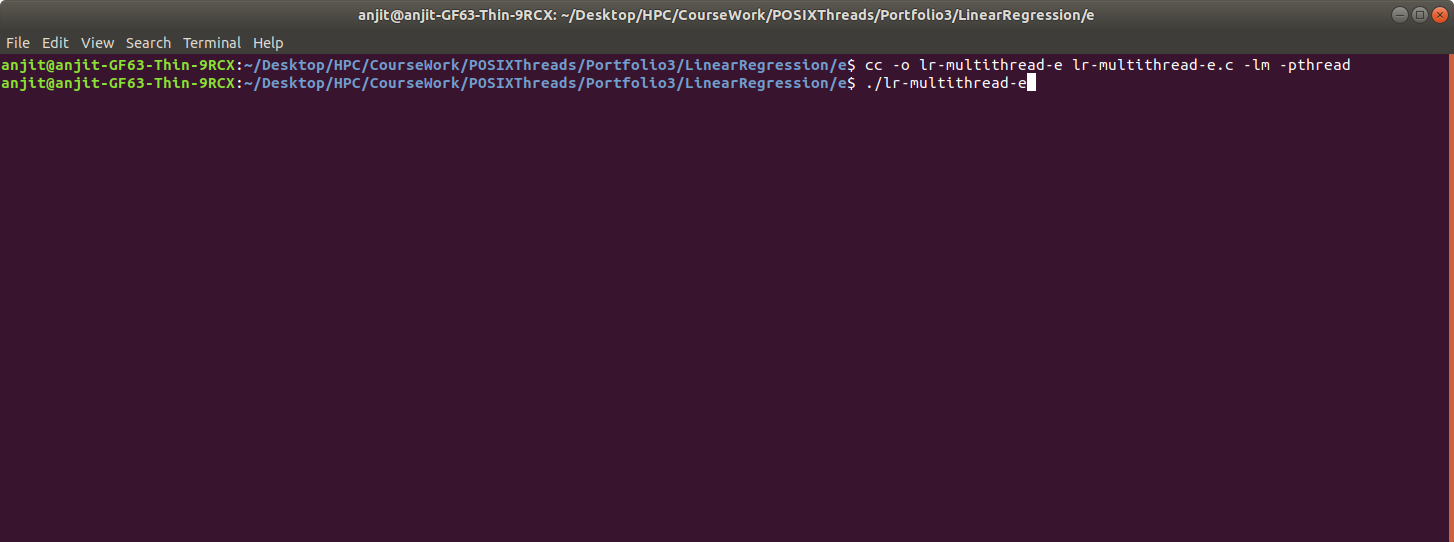 anjit@anjit-GF63-Thin-9RCX: ~/Desktop/HPC/CourseWork/POSIXThreads/Portfolio3/LinearRegression/e
File Edit View Search Terminal Help
anjit@anjit-GF63-Thin-9RCX:~/Desktop/HPC/CourseWork/POSIXThreads/Portfolio3/LinearRegression/e$ cc -o lr-multithread-e lr-multithread-e.c -lm -pthread
anjit@anjit-GF63-Thin-9RCX:~/Desktop/HPC/CourseWork/POSIXThreads/Portfolio3/LinearRegression/e$ ./lr-multithread-e